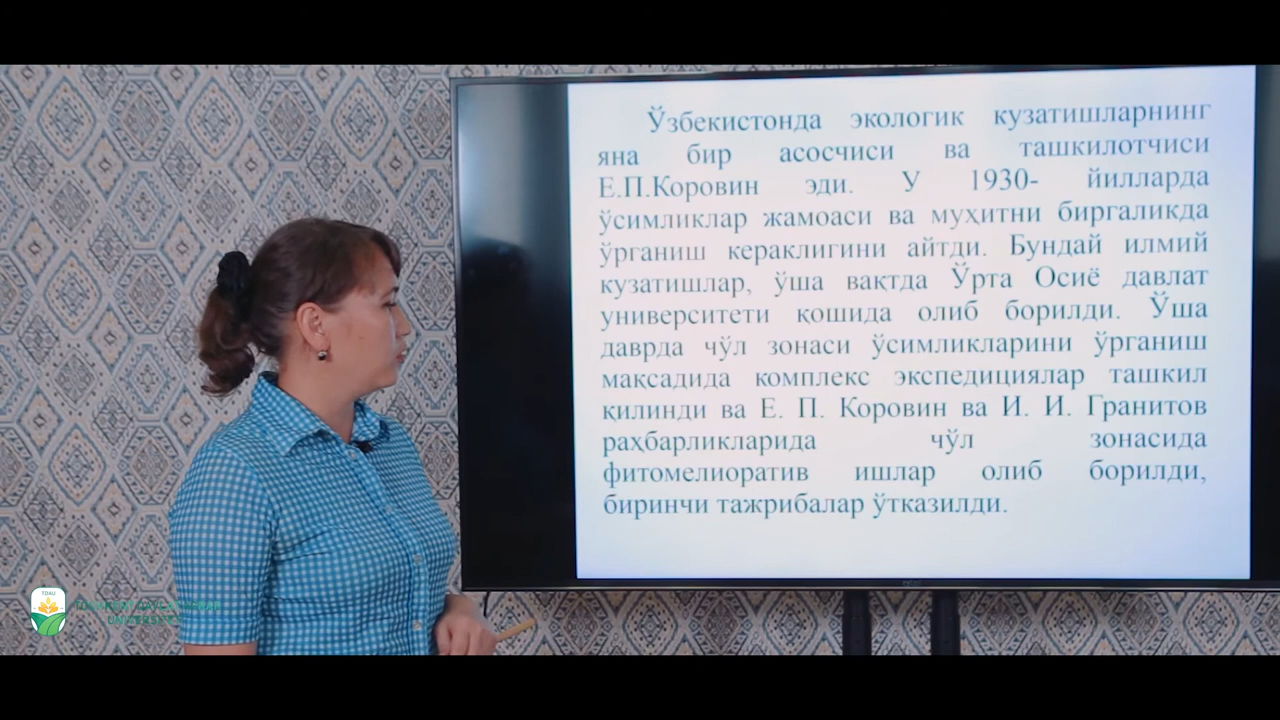 Ўзбекистонда экологик кузатишларнинг
яна бир асосчиси ва ташкилотчиси
Е.П.Коровин эди. У 1930- йилларда
ўсимликлар жамоаси ва муҳитни биргаликда
ўрганиш кераклигини айтди. Бундай илмий
кузатишлар, ўша вақтда Ўрта Осиё давлат
университети қошида олиб борилди. Ўша
даврда чўл зонаси ўсимликларини ўрганиш
мақсадида комплекс экспедициялар ташкил
қилинди ва Е. П. Коровин ва И. И. Гранитов
раҳбарликларида чўл зонасида
фитомелиоратив ишлар олиб борилди,
биринчи тажрибалар ўтказилди.
TDAU
UNIVERSITETI